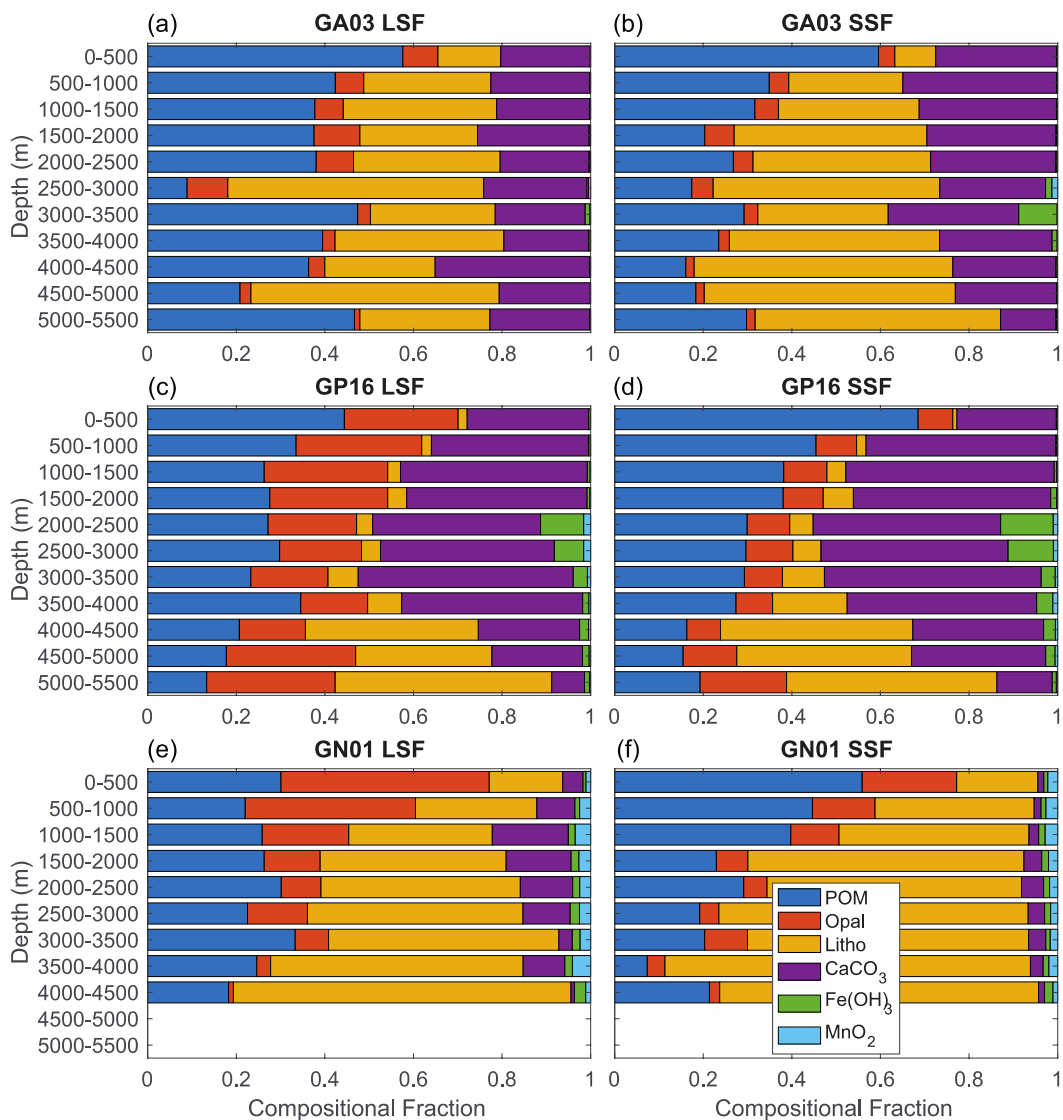 (a) GA03 LSF
(b) GA03 SSF
Depth (m)
0-500
500-1000
1000-1500
1500-2000
2000-2500
2500-3000
3000-3500
3500-4000
4000-4500
4500-5000
5000-5500
0 0.2 0.4 0.6 0.8 1
0 0.2 0.4 0.6 0.8 1
(c) GP16 LSF
(d) GP16 SSF
Depth (m)
0-500
500-1000
1000-1500
1500-2000
2000-2500
2500-3000
3000-3500
3500-4000
4000-4500
4500-5000
5000-5500
0 0.2 0.4 0.6 0.8 1
0 0.2 0.4 0.6 0.8 1
(e) GN01 LSF
(f) GN01 SSF
Depth (m)
0-500
500-1000
1000-1500
1500-2000
2000-2500
2500-3000
3000-3500
3500-4000
4000-4500
4500-5000
5000-5500
POM
Opal
Litho
CaCO₃
Fe(OH)₃
MnO₂
0 0.2 0.4 0.6 0.8 1
0 0.2 0.4 0.6 0.8 1
Compositional Fraction
Compositional Fraction